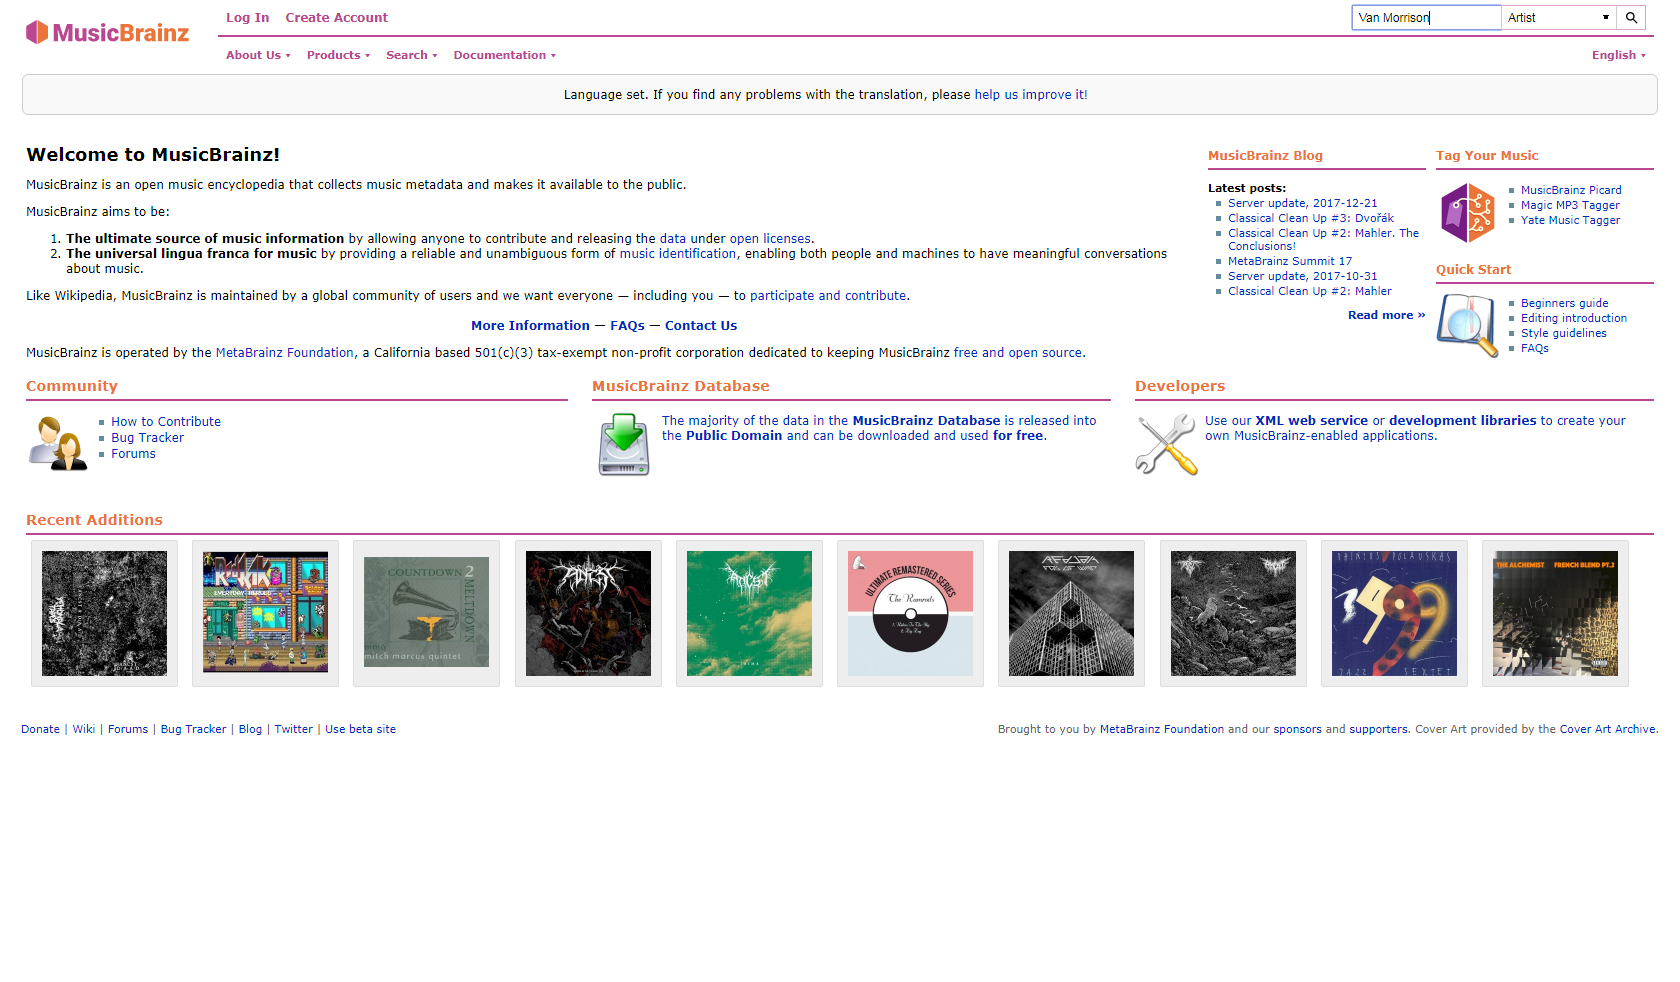 MusicBrainz
Log In Create Account
Van Morrison Artist
About Us Products Search Documentation English
Language set. If you find any problems with the translation, please help us improve it!
Welcome to MusicBrainz!
MusicBrainz is an open music encyclopedia that collects music metadata and makes it available to the public.
MusicBrainz aims to be:
1. The ultimate source of music information by allowing anyone to contribute and releasing the data under open licenses.
2. The universal lingua franca for music by providing a reliable and unambiguous form of music identification, enabling both people and machines to have meaningful conversations
about music.
Like Wikipedia, MusicBrainz is maintained by a global community of users and we want everyone — including you — to participate and contribute.
More Information — FAQs — Contact Us
MusicBrainz is operated by the MetaBrainz Foundation, a California based 501(c)(3) tax-exempt non-profit corporation dedicated to keeping MusicBrainz free and open source.
MusicBrainz Blog
Latest posts:
Server update, 2017-12-21
Classical Clean Up #3: Dvořák
Classical Clean Up #2: Mahler. The
Conclusions!
MetaBrainz Summit 17
Server update, 2017-10-31
Classical Clean Up #2: Mahler
Read more »
Tag Your Music
MusicBrainz Picard
Magic MP3 Tagger
Yate Music Tagger
Quick Start
Beginners guide
Editing introduction
Style guidelines
FAQs
Community
How to Contribute
Bug Tracker
Forums
MusicBrainz Database
The majority of the data in the MusicBrainz Database is released into
the Public Domain and can be downloaded and used for free.
Developers
Use our XML web service or development libraries to create your
own MusicBrainz-enabled applications.
Recent Additions
COUNTDOWN 2
MELTDOWN
mitch marcus quintet
ULTIMATE REMASTERED SERIES
The Ramrods
JAZZ SEXTET
THE ALCHEMIST FRENCH BLEND PT.2
Donate | Wiki | Forums | Bug Tracker | Blog | Twitter | Use beta site
Brought to you by MetaBrainz Foundation and our sponsors and supporters. Cover Art provided by the Cover Art Archive.